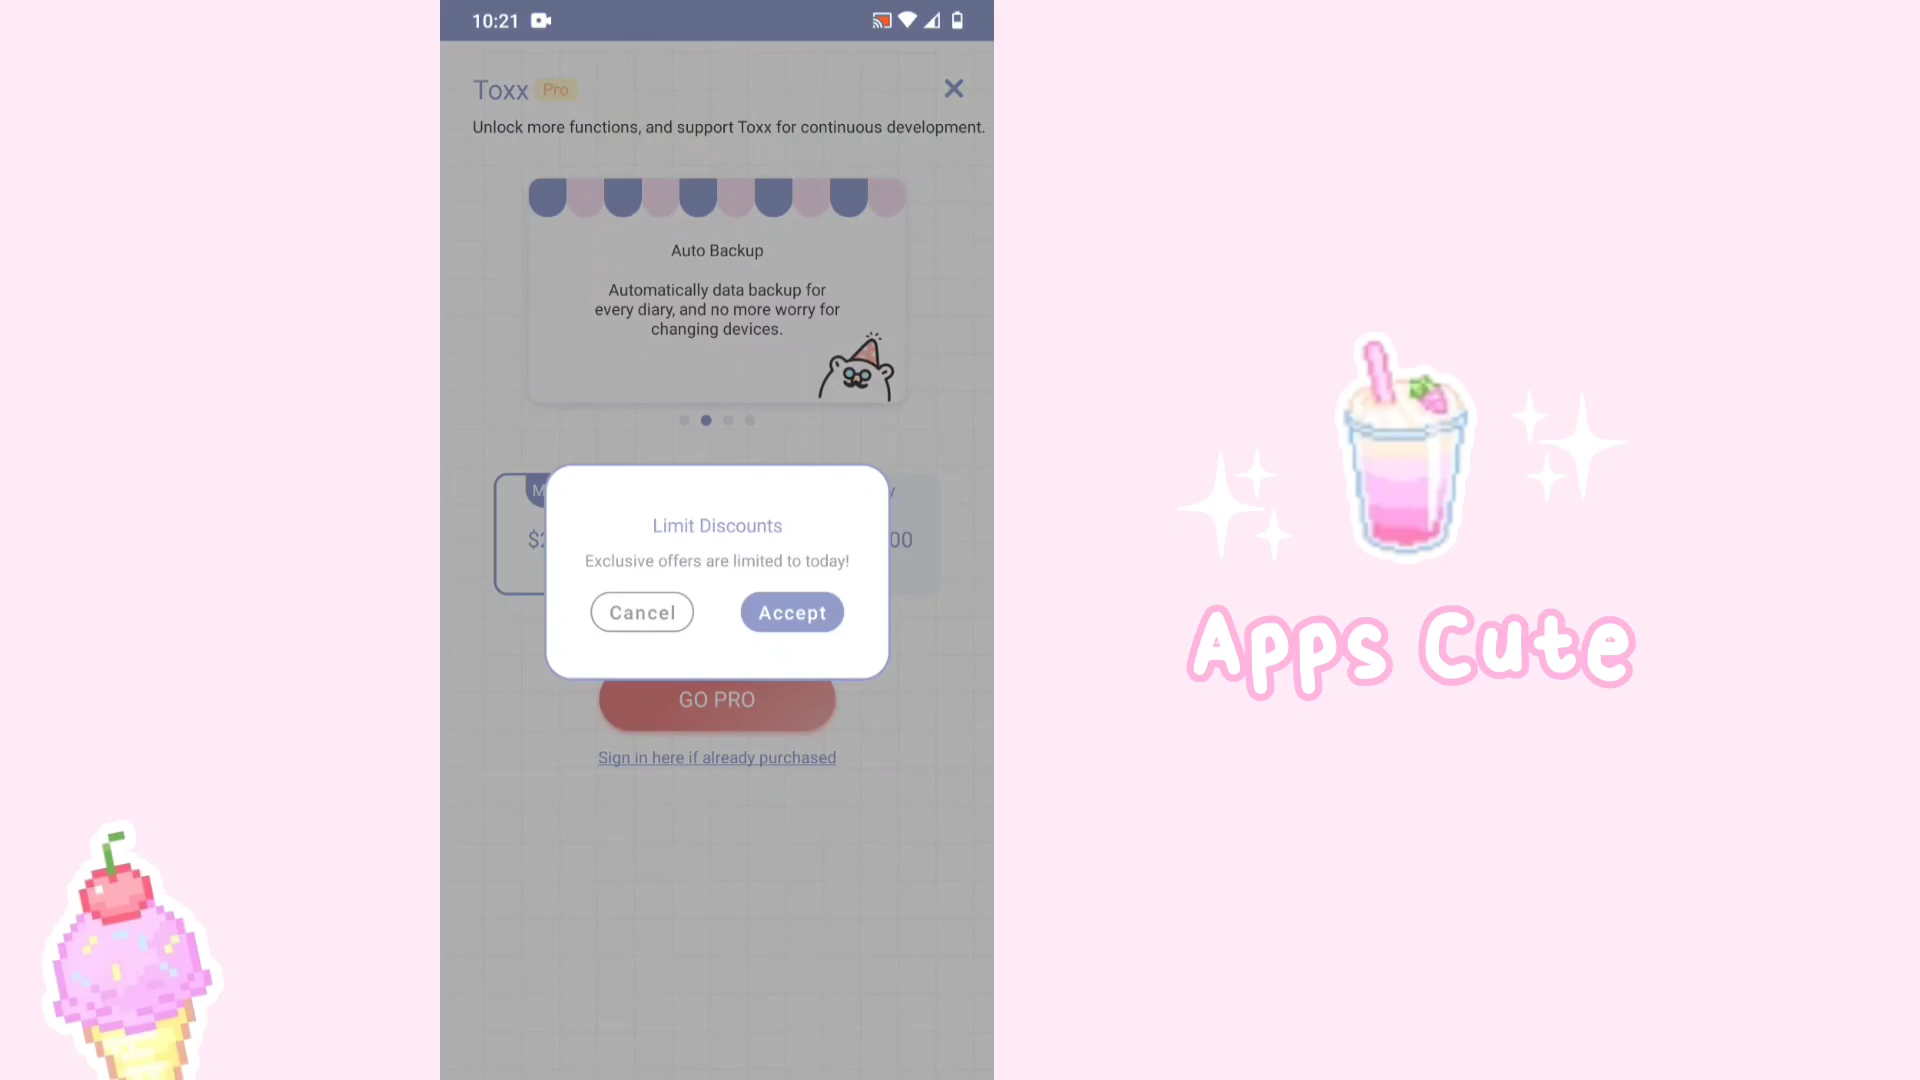 10:21
Toxx Pro
Unlock more functions, and support Toxx for continuous development.
Auto Backup
Automatically data backup for
every diary, and no more worry for
changing devices.
Limit Discounts
Exclusive offers are limited to today!
Cancel Accept
GO PRO
Sign in here if already purchased
Apps Cute